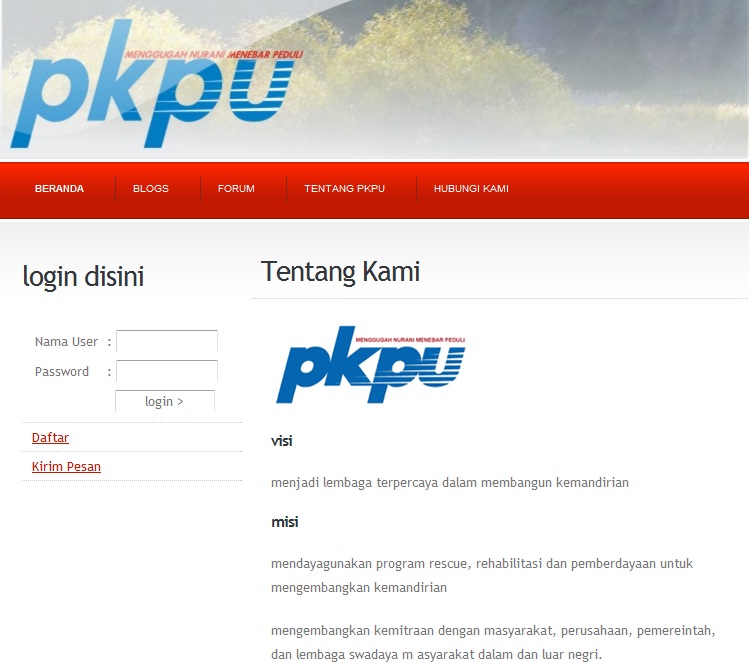 MENGGUGAH NURANI MENEBAR PEDULI
pkpu
BERANDA
BLOGS
FORUM
TENTANG PKPU
HUBUNGI KAMI
login disini
Nama User :
Password :
login >
Daftar
Kirim Pesan
Tentang Kami
MENGGUGAH NURANI MENEBAR PEDULI
pkpu
visi
menjadi lembaga terpercaya dalam membangun kemandirian
misi
mendayagunakan program rescue, rehabilitasi dan pemberdayaan untuk
mengembangkan kemandirian
mengembangkan kemitraan dengan masyarakat, perusahaan, pemereintah,
dan lembaga swadaya m asyarakat dalam dan luar negri.